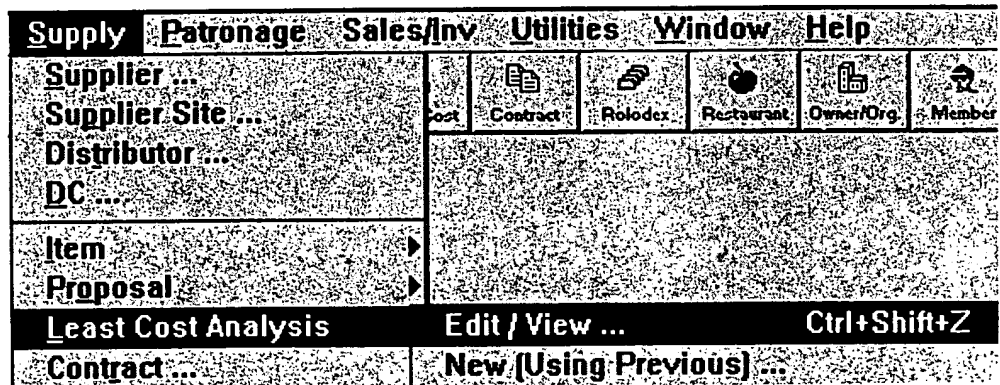 Supply Patronage Sales/Inv Utilities Window Help
Supplier ...
Supplier Site ...
Distributor ...
DC ...
Item
Proposal
Least Cost Analysis
Contract ...
Cost Contract Rolodex Restaurant Owner/Org. Member
Edit / View ... Ctrl+Shift+Z
New (Using Previous) ...